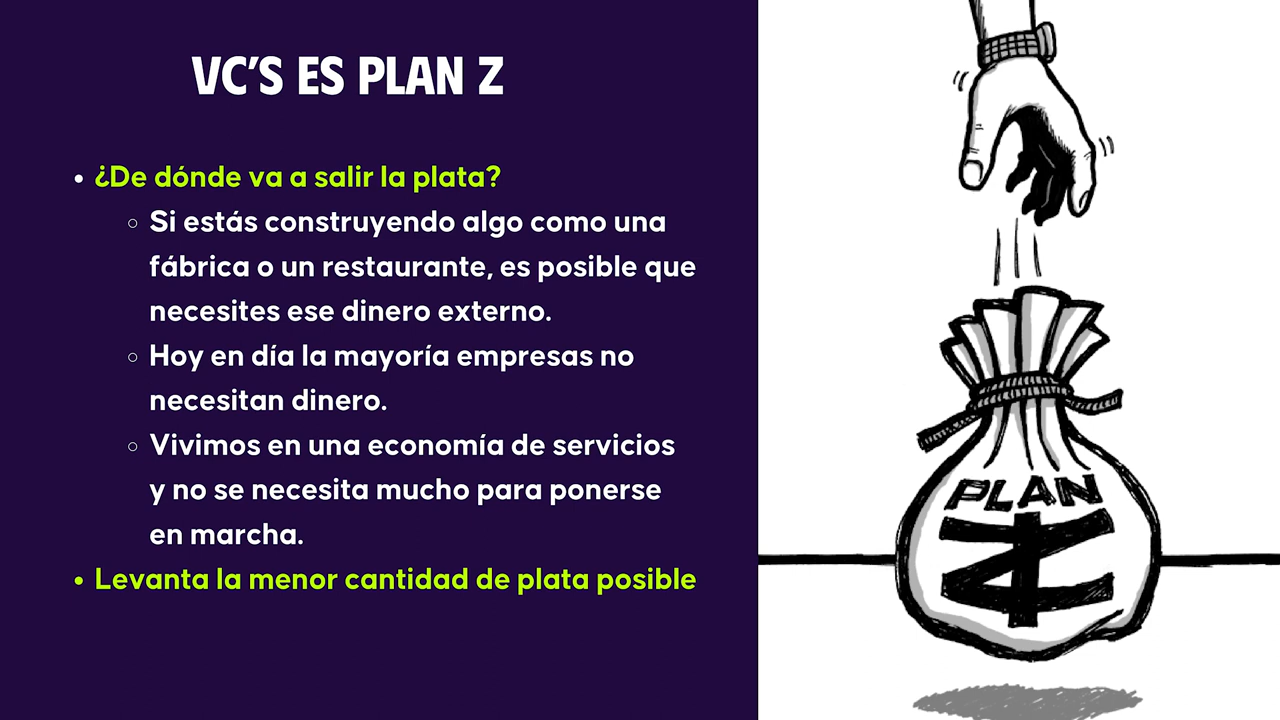 VC'S ES PLAN Z
¿De dónde va a salir la plata?
Si estás construyendo algo como una
fábrica o un restaurante, es posible que
necesites ese dinero externo.
Hoy en día la mayoría empresas no
necesitan dinero.
Vivimos en una economía de servicios
y no se necesita mucho para ponerse
en marcha.
Levanta la menor cantidad de plata posible
PLAN
Z